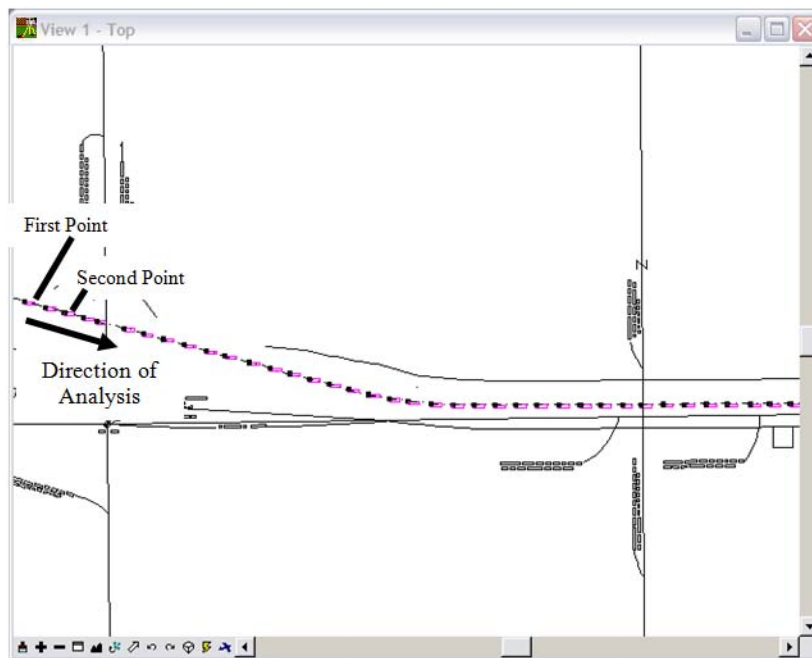 View 1 - Top
First Point
Second Point
Direction of
Analysis